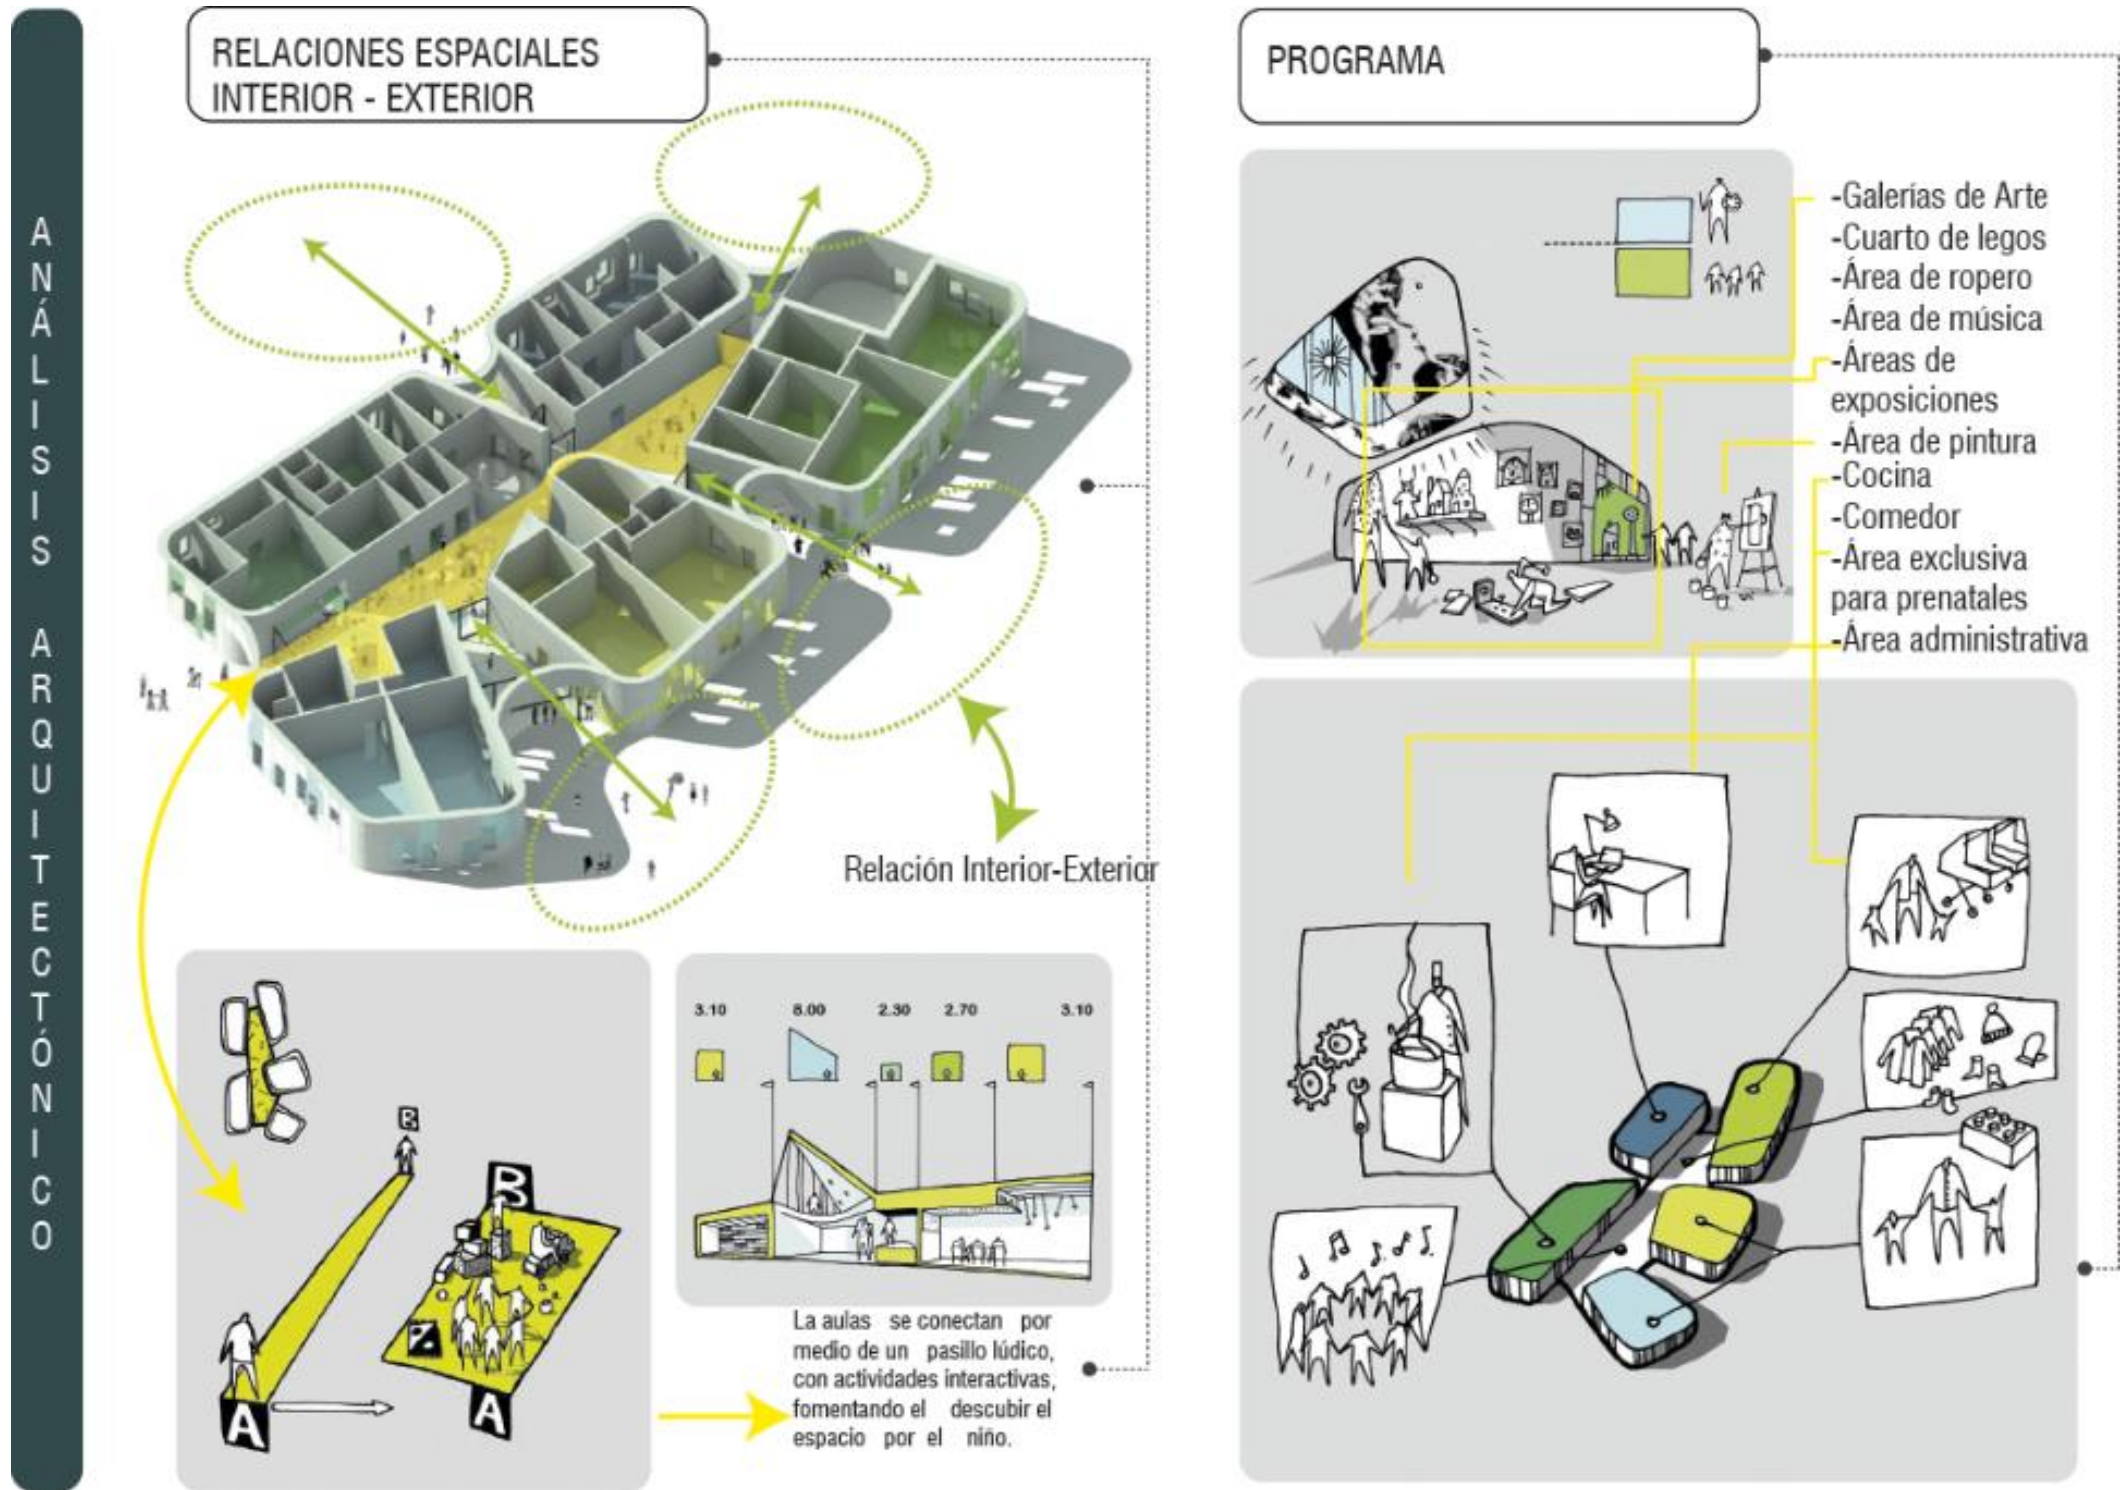 ANÁLISIS ARQUITECTÓNICO
RELACIONES ESPACIALES
INTERIOR - EXTERIOR
Relación Interior-Exterior
B
B
A
A
3.10 8.00 2.30 2.70 3.10
La aulas se conectan por
medio de un pasillo lúdico,
con actividades interactivas,
fomentando el descubir el
espacio por el niño.
PROGRAMA
-Galerías de Arte
-Cuarto de legos
-Área de ropero
-Área de música
-Áreas de
exposiciones
-Área de pintura
-Cocina
-Comedor
-Área exclusiva
para prenatales
-Área administrativa